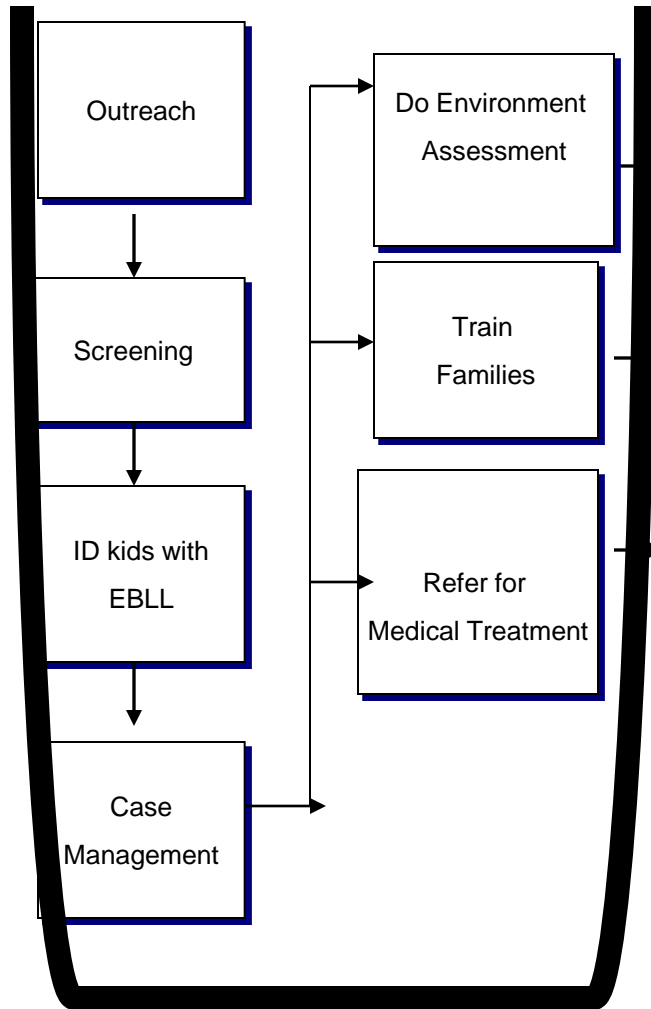 Outreach
Screening
ID kids with
EBLL
Case
Management
Do Environment
Assessment
Train
Families
Refer for
Medical Treatment